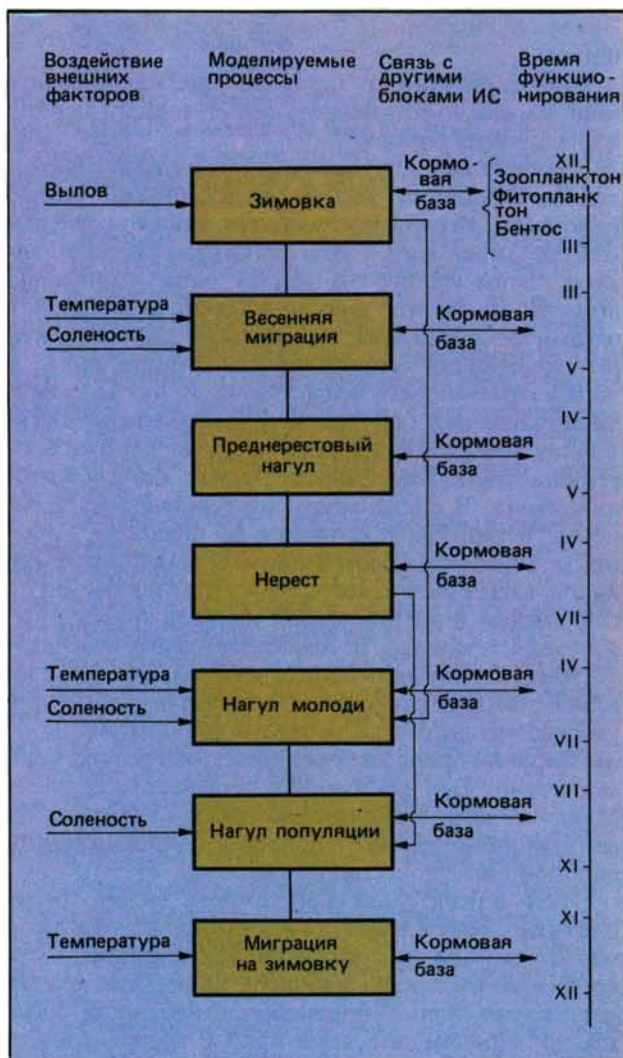 Воздействие
внешних
факторов
Моделируемые
процессы
Связь с
другими
блоками ИС
Время
функцио-
нирования
Вылов
Зимовка
Кормо-
вая
база
Зоопланктон
Фитопланк
тон
Бентос
XII
III
Температура
Соленость
Весенняя
миграция
Кормовая
база
III
V
Преднерестовый
нагул
Кормовая
база
IV
V
Нерест
Кормовая
база
IV
VII
Температура
Соленость
Нагул молоди
Кормовая
база
IV
VII
Соленость
Нагул популяции
Кормовая
база
VII
XI
Температура
Миграция
на зимовку
Кормовая
база
XI
XII